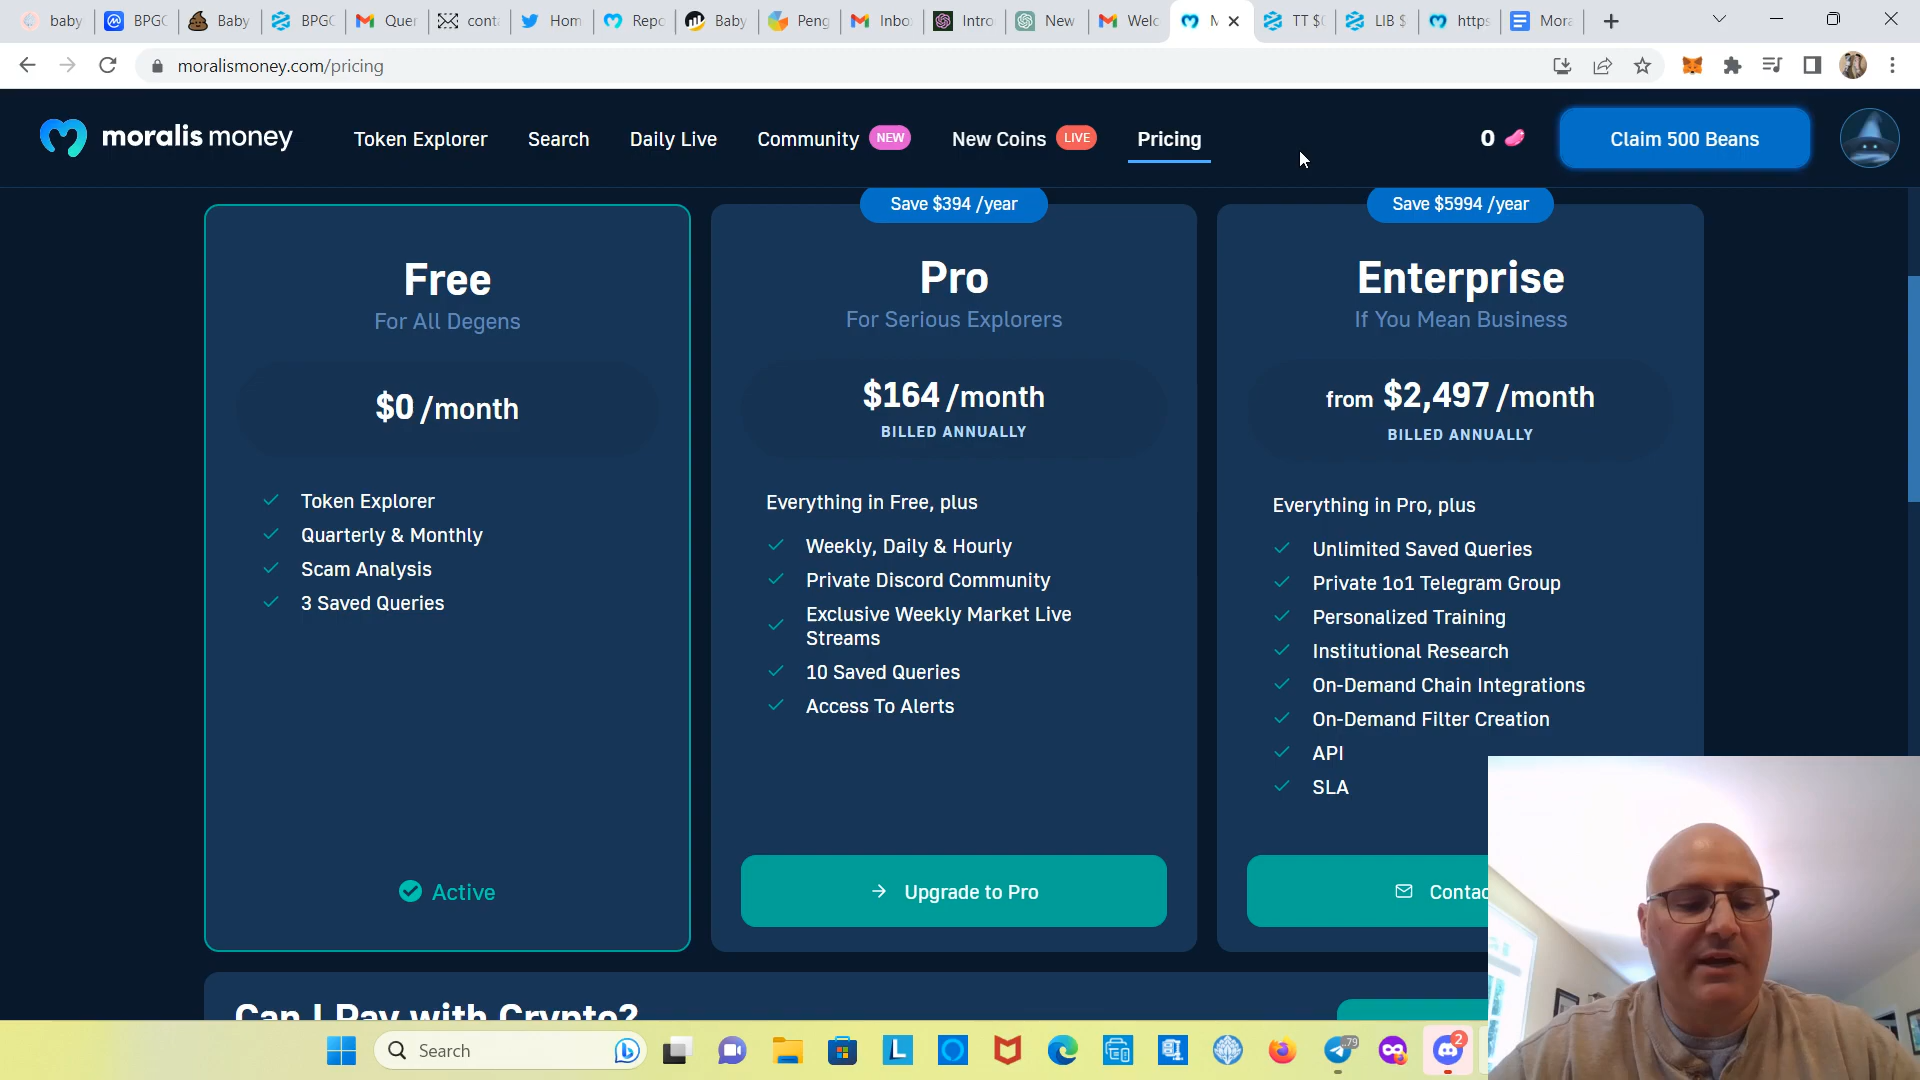 baby
BPGC
Baby
BPGC
Quer
cont
Hom
Repo
Baby
Peng
Inbo
Intro
New
Welc
M
TT $
LIB $
https
Mora
moralismoney.com/pricing
moralis money
Token Explorer
Search
Daily Live
Community NEW
New Coins LIVE
Pricing
0
Claim 500 Beans
Free
For All Degens
$0 /month
Token Explorer
Quarterly & Monthly
Scam Analysis
3 Saved Queries
Active
Save $394 /year
Pro
For Serious Explorers
$164 /month
BILLED ANNUALLY
Everything in Free, plus
Weekly, Daily & Hourly
Private Discord Community
Exclusive Weekly Market Live
Streams
10 Saved Queries
Access To Alerts
Upgrade to Pro
Save $5994 /year
Enterprise
If You Mean Business
from $2,497 /month
BILLED ANNUALLY
Everything in Pro, plus
Unlimited Saved Queries
Private 1o1 Telegram Group
Personalized Training
Institutional Research
On-Demand Chain Integrations
On-Demand Filter Creation
API
SLA
Contac
Can I Pay with Crypto?
Search
L
.79
2